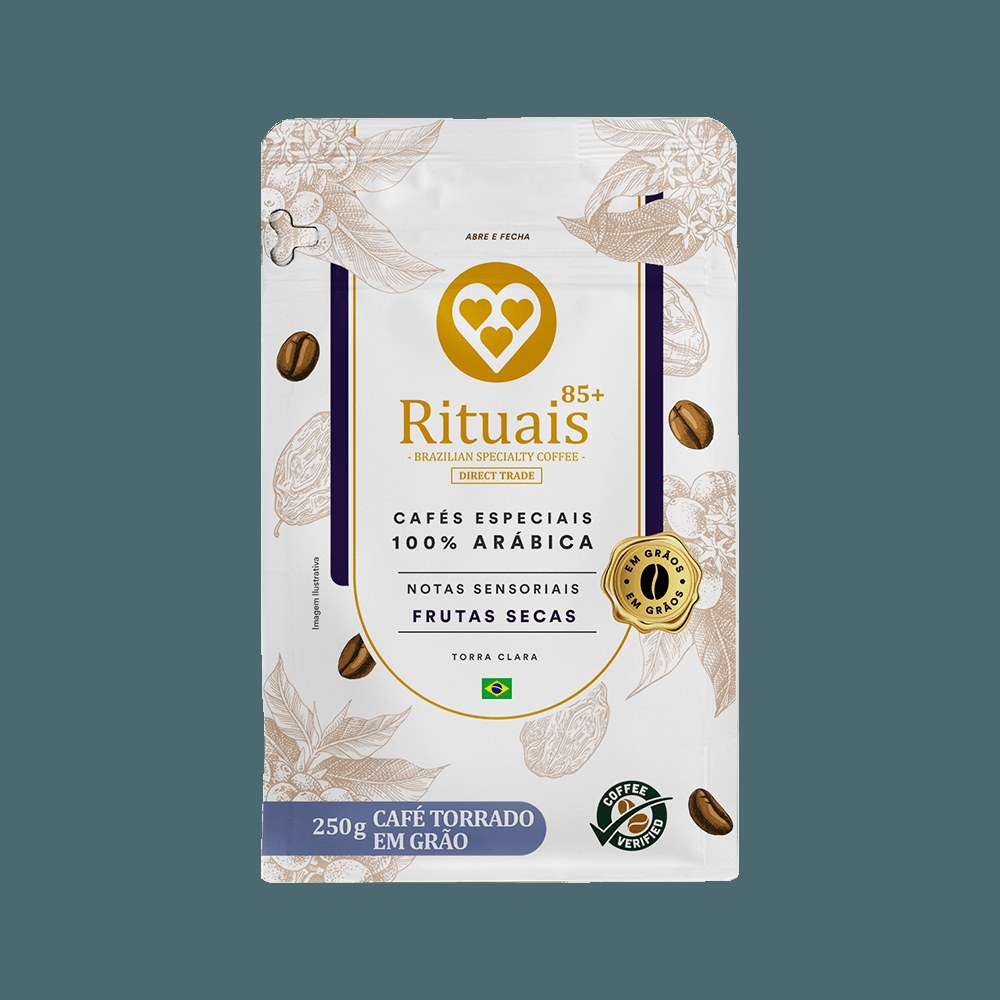 ABRE E FECHA
85+
Rituais
- BRAZILIAN SPECIALTY COFFEE -
DIRECT TRADE
CAFÉS ESPECIAIS
100% ARÁBICA
NOTAS SENSORIAIS
FRUTAS SECAS
TORRA CLARA
EM GRÃOS
EM GRÃOS
Imagem Ilustrativa
250g CAFÉ TORRADO
EM GRÃO
COFFEE
VERIFIED